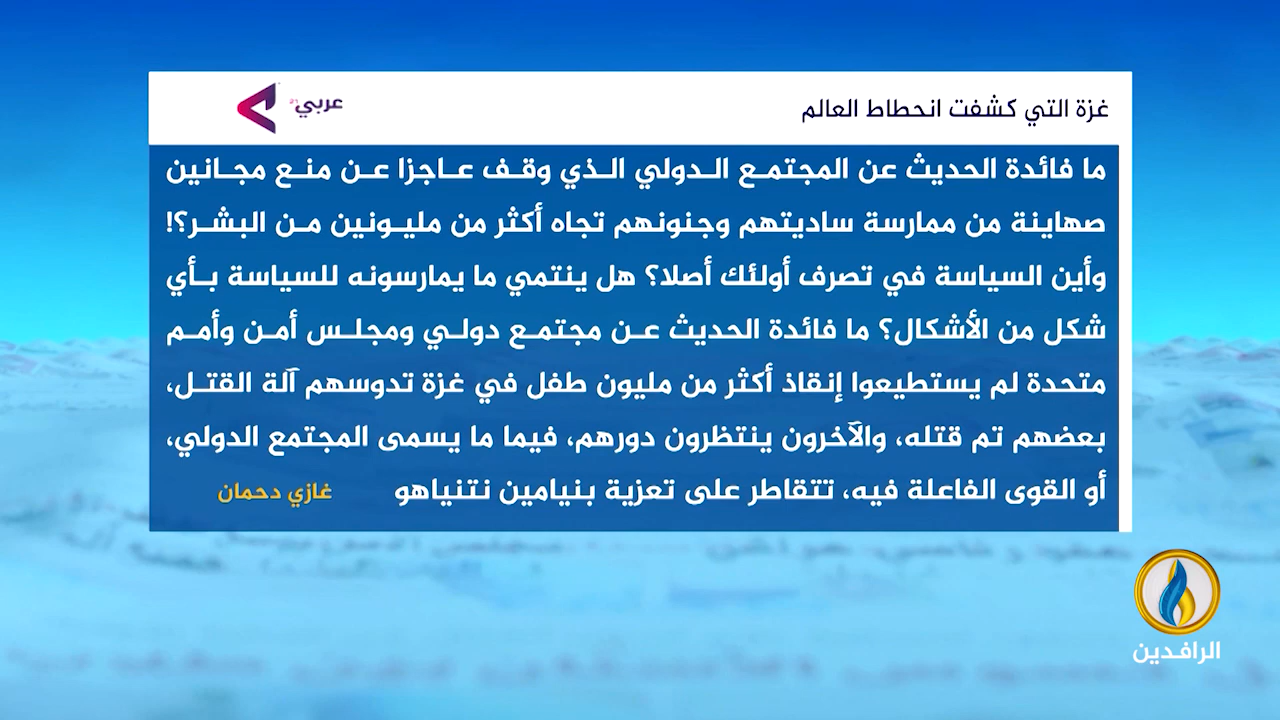 غزة التي كشفت انحطاط العالم
عربي21
ما فائدة الحديث عن المجتمع الدولي الذي وقف عاجزا عن منع مجانين
صهاينة من ممارسة ساديتهم وجنونهم تجاه أكثر من مليونين من البشر؟!
وأين السياسة في تصرف أولئك أصلا؟ هل ينتمي ما يمارسونه للسياسة بأي
شكل من الأشكال؟ ما فائدة الحديث عن مجتمع دولي ومجلس أمن وأمم
متحدة لم يستطيعوا إنقاذ أكثر من مليون طفل في غزة تدوسهم آلة القتل،
بعضهم تم قتله، والآخرون ينتظرون دورهم، فيما ما يسمى المجتمع الدولي،
أو القوى الفاعلة فيه، تتقاطر على تعزية بنيامين نتنياهو
غازي دحمان
الرافدين